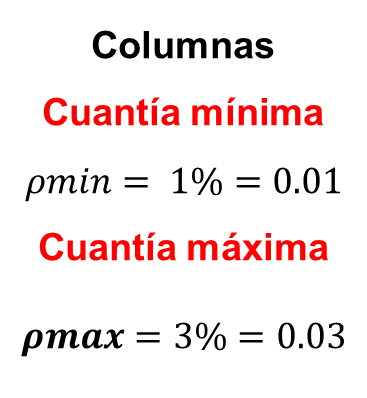 Columnas
Cuantía mínima
ρmin = 1% = 0.01
Cuantía máxima
ρmax = 3% = 0.03